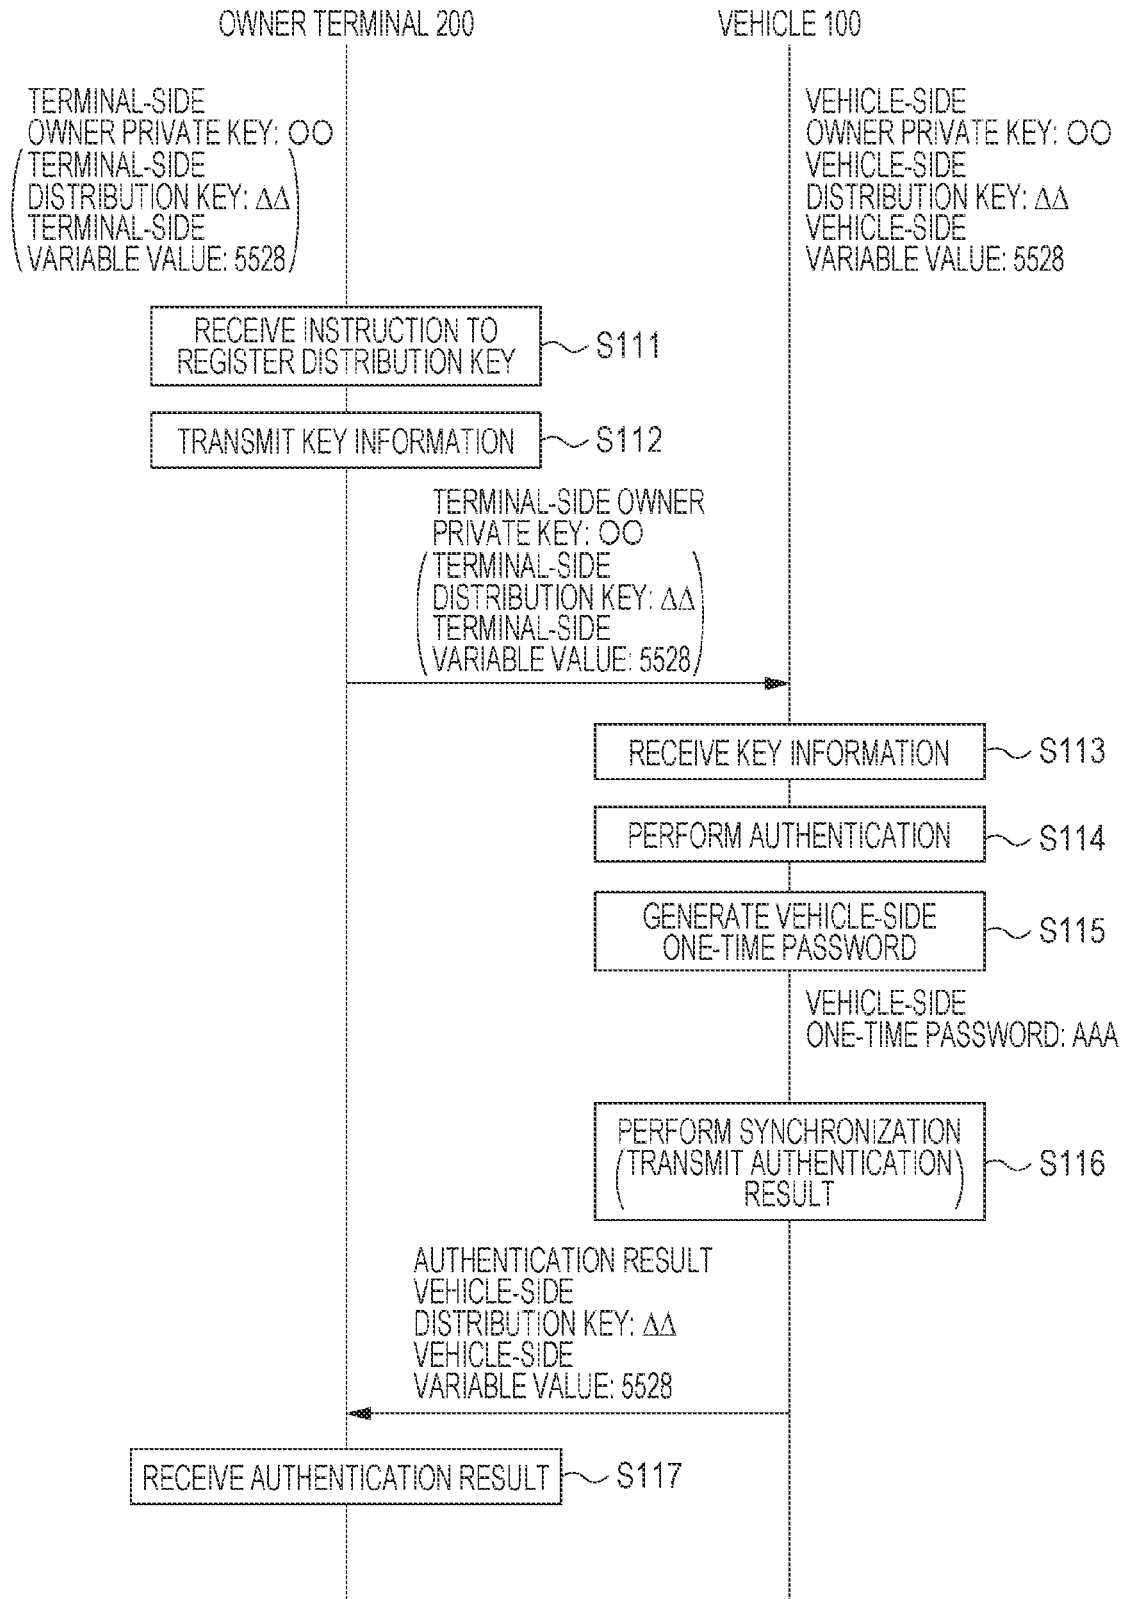 OWNER TERMINAL 200
VEHICLE 100
TERMINAL-SIDE
OWNER PRIVATE KEY: ○○
(TERMINAL-SIDE
DISTRIBUTION KEY: ΔΔ
TERMINAL-SIDE
VARIABLE VALUE: 5528)
VEHICLE-SIDE
OWNER PRIVATE KEY: ○○
VEHICLE-SIDE
DISTRIBUTION KEY: ΔΔ
VEHICLE-SIDE
VARIABLE VALUE: 5528
RECEIVE INSTRUCTION TO
REGISTER DISTRIBUTION KEY
S111
TRANSMIT KEY INFORMATION
S112
TERMINAL-SIDE OWNER
PRIVATE KEY: ○○
(TERMINAL-SIDE
DISTRIBUTION KEY: ΔΔ
TERMINAL-SIDE
VARIABLE VALUE: 5528)
RECEIVE KEY INFORMATION
S113
PERFORM AUTHENTICATION
S114
GENERATE VEHICLE-SIDE
ONE-TIME PASSWORD
S115
VEHICLE-SIDE
ONE-TIME PASSWORD: AAA
PERFORM SYNCHRONIZATION
(TRANSMIT AUTHENTICATION
RESULT)
S116
AUTHENTICATION RESULT
VEHICLE-SIDE
DISTRIBUTION KEY: ΔΔ
VEHICLE-SIDE
VARIABLE VALUE: 5528
RECEIVE AUTHENTICATION RESULT
S117